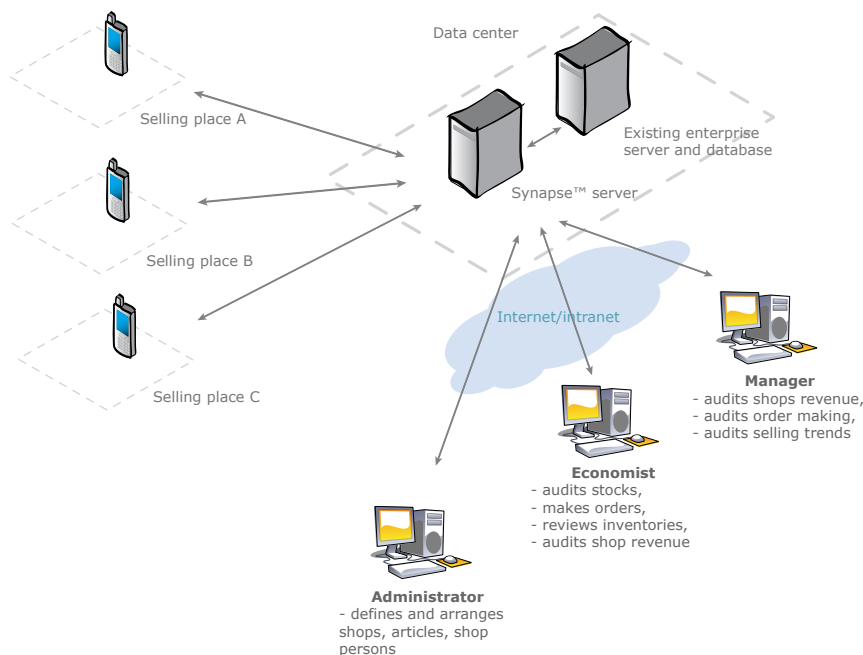 Data center
Selling place A
Existing enterprise
server and database
Synapse™ server
Selling place B
Internet/intranet
Selling place C
Manager
- audits shops revenue,
- audits order making,
- audits selling trends
Economist
- audits stocks,
- makes orders,
- reviews inventories,
- audits shop revenue
Administrator
- defines and arranges
shops, articles, shop
persons